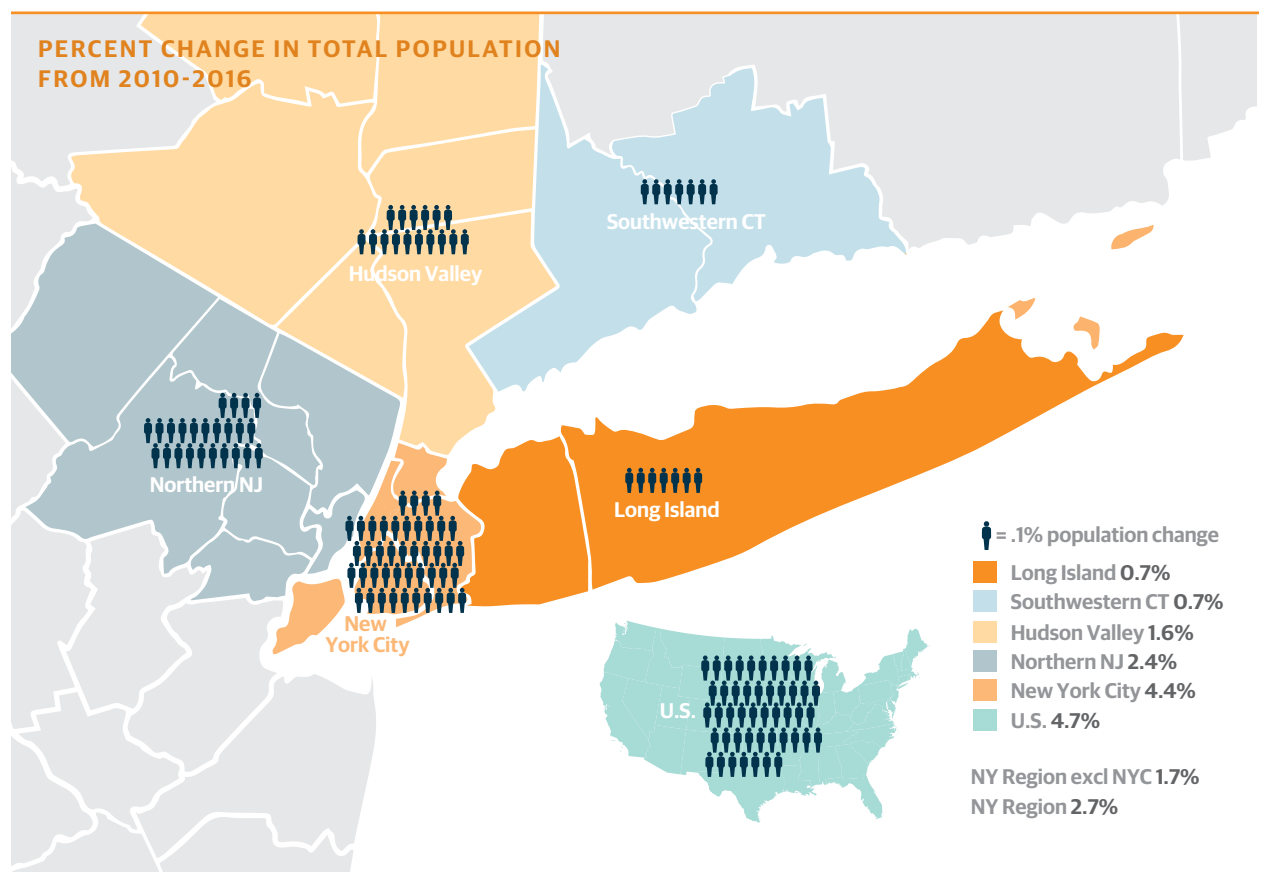 PERCENT CHANGE IN TOTAL POPULATION
FROM 2010-2016
Southwestern CT
Hudson Valley
Northern NJ
Long Island
New
York City
U.S.
= .1% population change
Long Island 0.7%
Southwestern CT 0.7%
Hudson Valley 1.6%
Northern NJ 2.4%
New York City 4.4%
U.S. 4.7%
NY Region excl NYC 1.7%
NY Region 2.7%